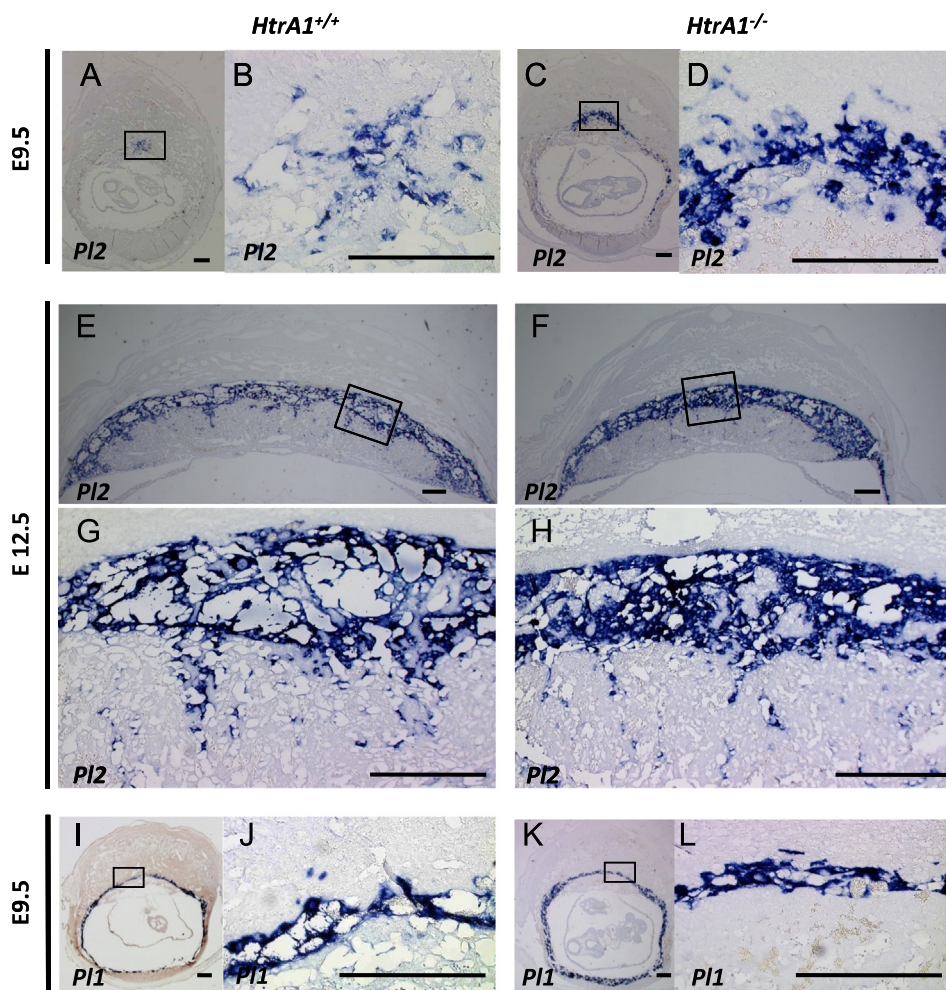 HtrA1+/+ HtrA1-/-
E9.5
A B C D
Pl2 Pl2 Pl2 Pl2
E 12.5
E F
Pl2 Pl2
G H
Pl2 Pl2
E9.5
I J K L
Pl1 Pl1 Pl1 Pl1